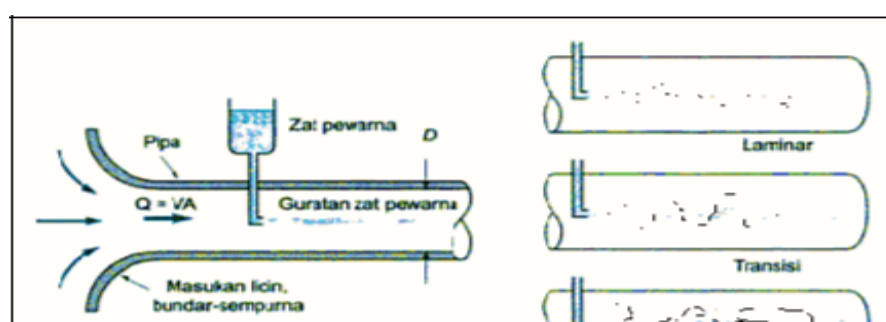 Zat pewarna
D
Pipa
Q = VA
Guratan zat pewarna
Masukan licin,
bundar-sempurna
Laminar
Transisi